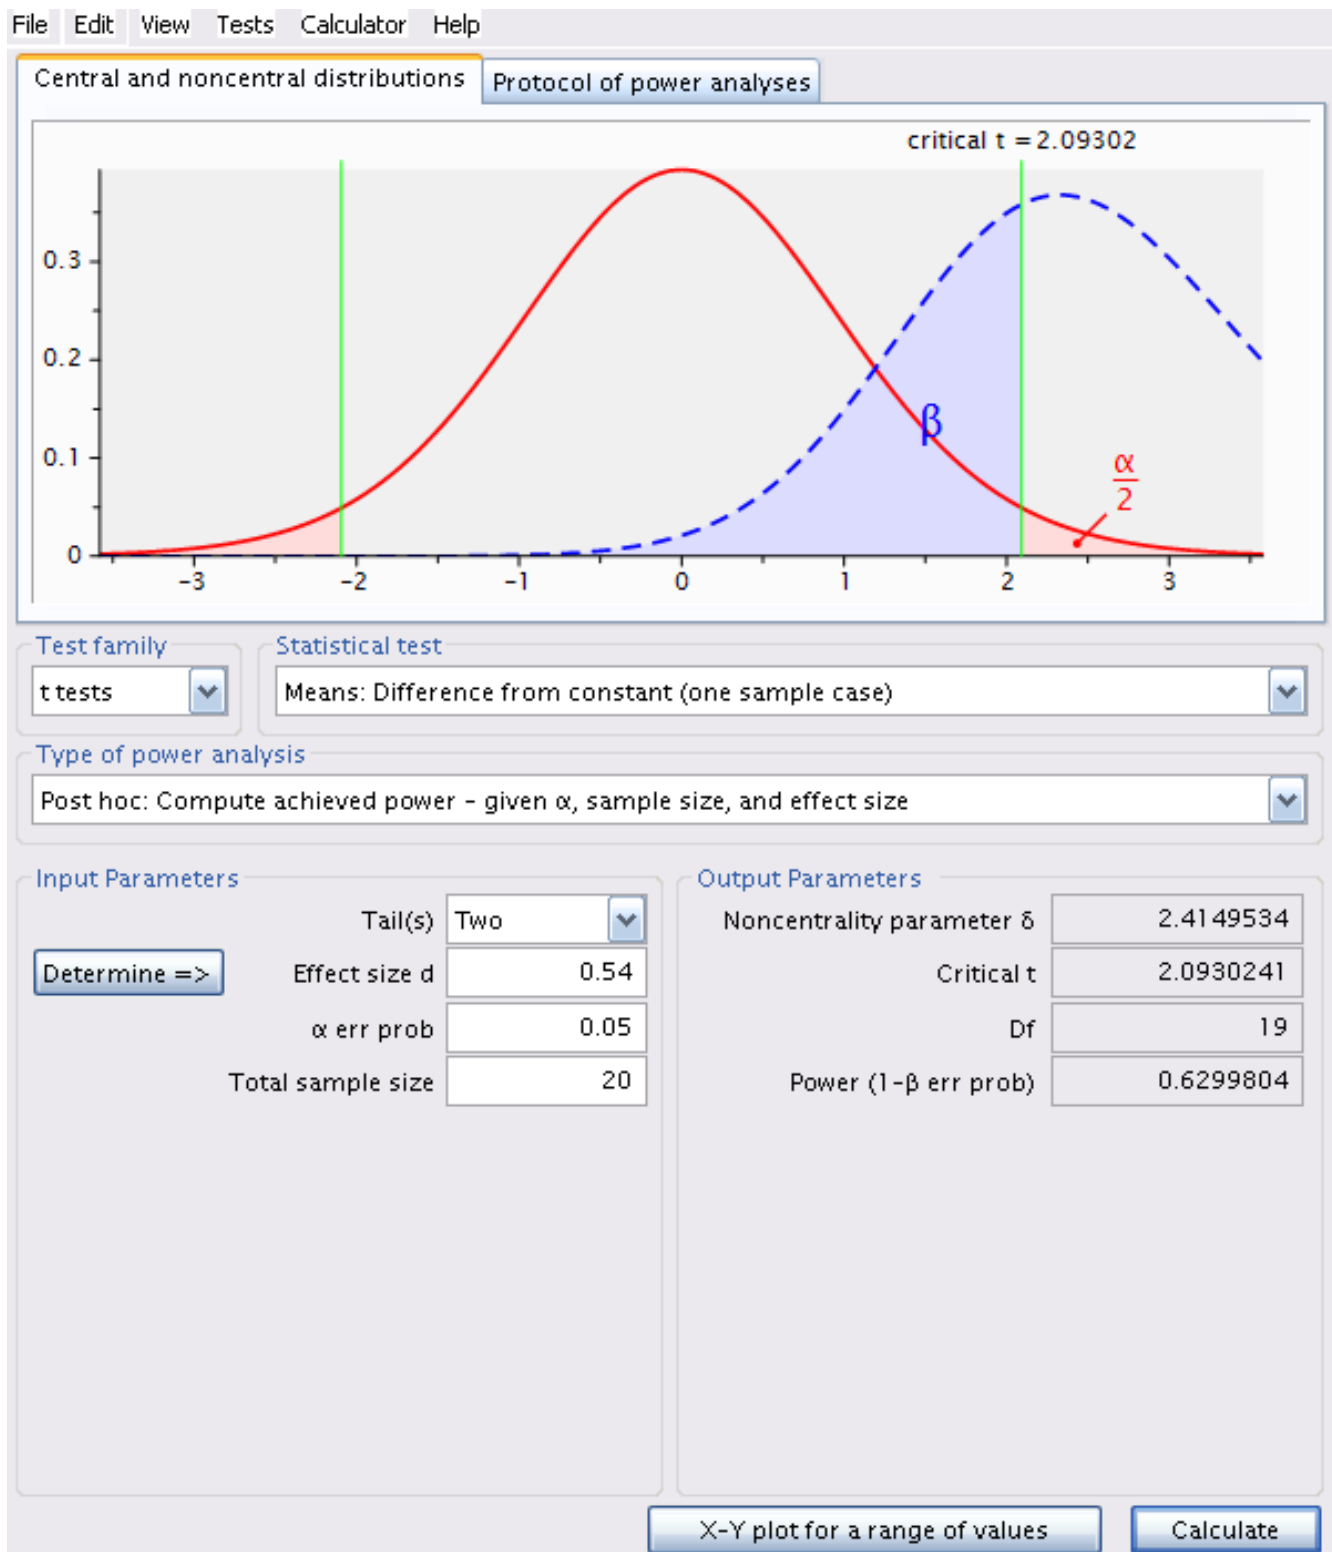 File Edit View Tests Calculator Help
Central and noncentral distributions Protocol of power analyses
critical t = 2.09302
0.3
0.2
0.1
0
β
α
2
-3 -2 -1 0 1 2 3
Test family Statistical test
t tests Means: Difference from constant (one sample case)
Type of power analysis
Post hoc: Compute achieved power - given α, sample size, and effect size
Input Parameters Output Parameters
Tail(s) Two Noncentrality parameter δ 2.4149534
Determine => Effect size d 0.54 Critical t 2.0930241
α err prob 0.05 Df 19
Total sample size 20 Power (1-β err prob) 0.6299804
X-Y plot for a range of values Calculate